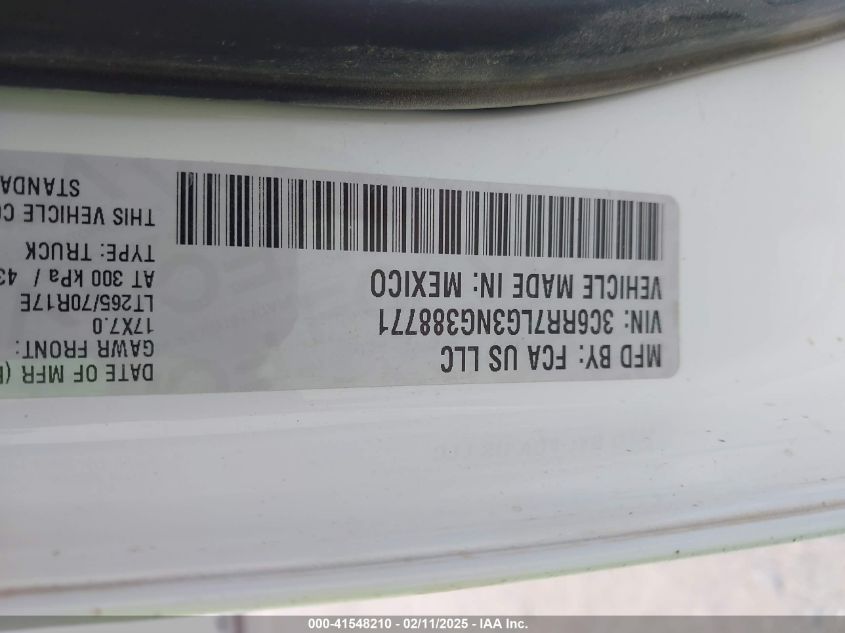 MFD BY: FCA US LLC
VIN: 3C6RR7LG3NG388771
VEHICLE MADE IN: MEXICO
DATE OF MFR
GAWR FRONT:
17X7.0
LT265/70R17E
AT 300 kPa / 43
TYPE: TRUCK
THIS VEHICLE
000-41548210 - 02/11/2025 - IAA Inc.